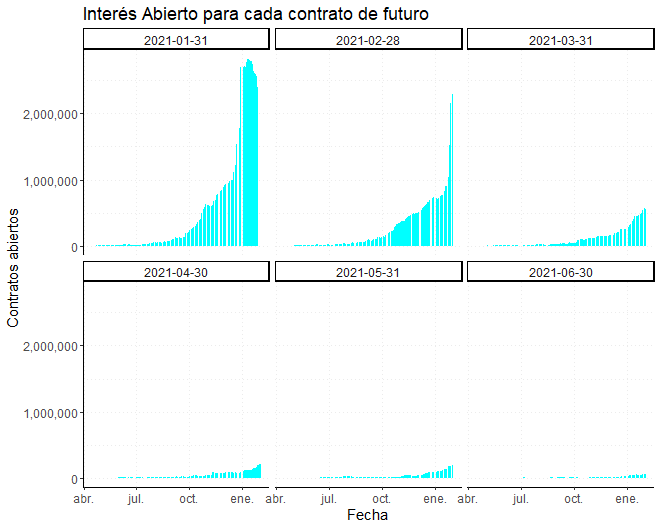 Interés Abierto para cada contrato de futuro
2021-01-31 2021-02-28 2021-03-31
2,000,000
1,000,000
0
Contratos abiertos
2021-04-30 2021-05-31 2021-06-30
2,000,000
1,000,000
0
abr. jul. oct. ene. abr. jul. oct. ene. abr. jul. oct. ene.
Fecha